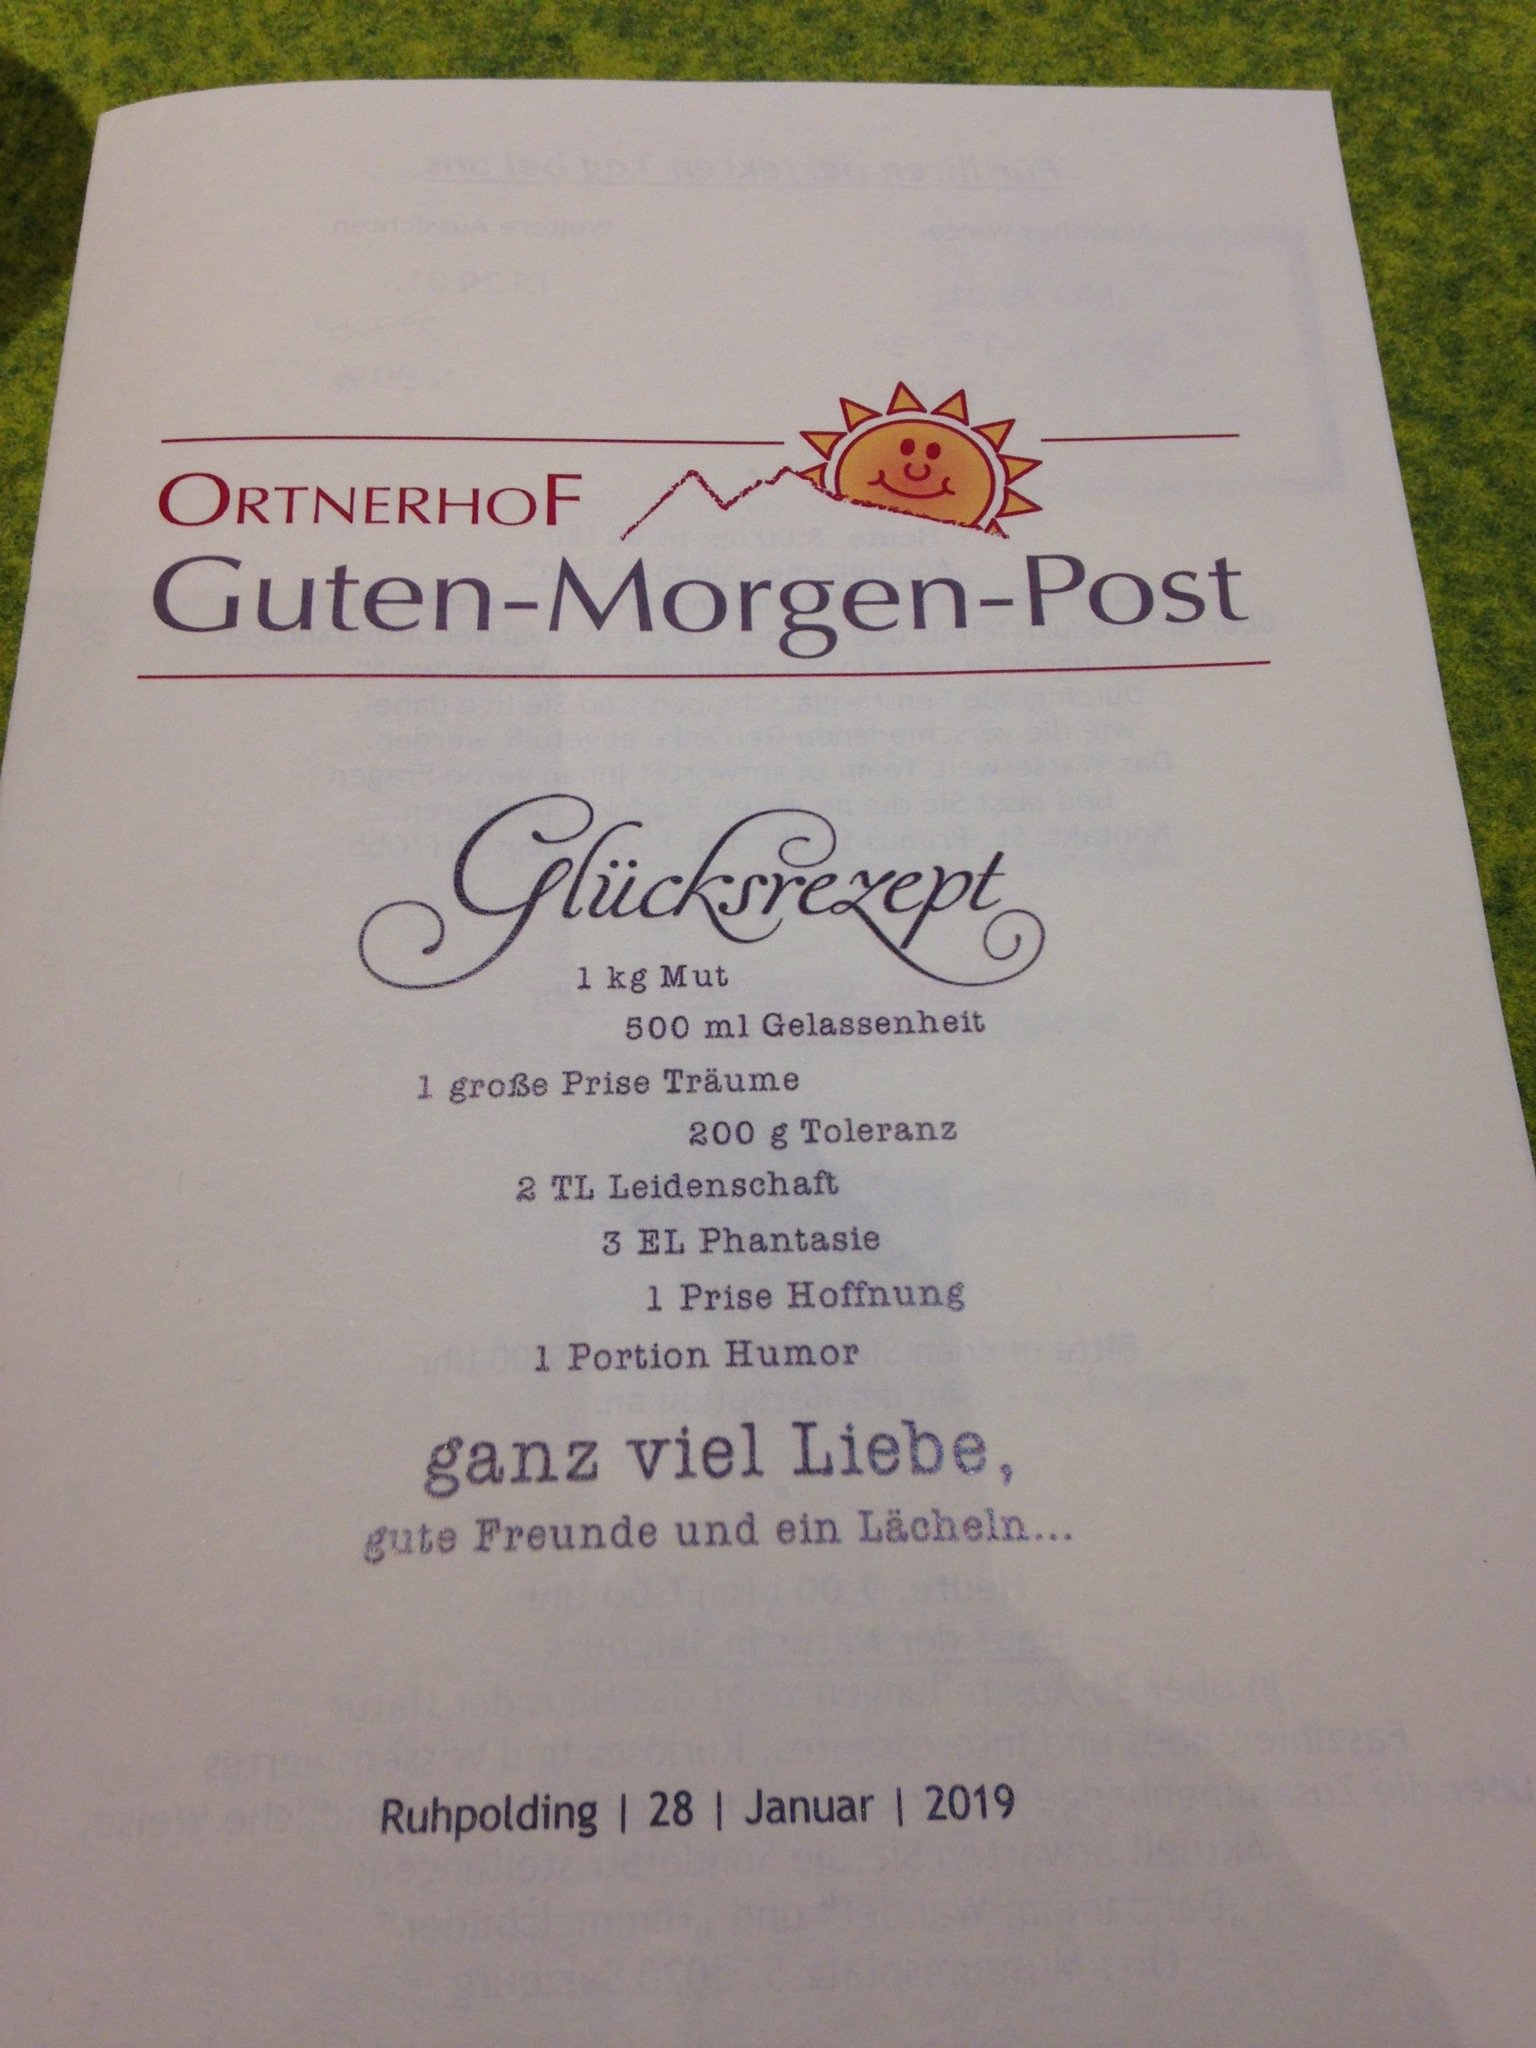 ORTNERHOF
Guten-Morgen-Post
Glücksrezept
1 kg Mut
500 ml Gelassenheit
1 große Prise Träume
200 g Toleranz
2 TL Leidenschaft
3 EL Phantasie
1 Prise Hoffnung
1 Portion Humor
ganz viel Liebe,
gute Freunde und ein Lächeln...
Ruhpolding | 28 | Januar | 2019